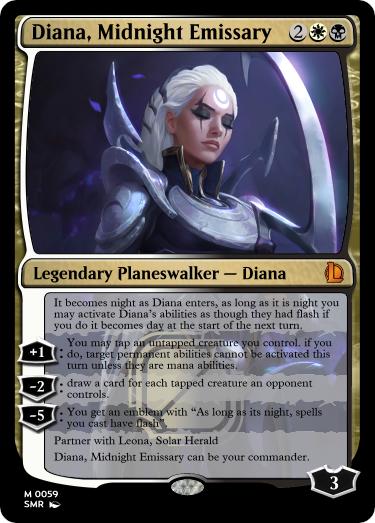 Diana, Midnight Emissary 2
Legendary Planeswalker — Diana
It becomes night as Diana enters, as long as it is night you
may activate Diana's abilities as though they had flash if
you do it becomes day at the start of the next turn.
+1: You may tap an untapped creature you control. if you
do, target permanent abilities cannot be activated this
turn unless they are mana abilities.
-2: draw a card for each tapped creature an opponent
controls.
-5: You get an emblem with “As long as its night, spells
you cast have flash”.
Partner with Leona, Solar Herald
Diana, Midnight Emissary can be your commander.
3
M 0059
SMR